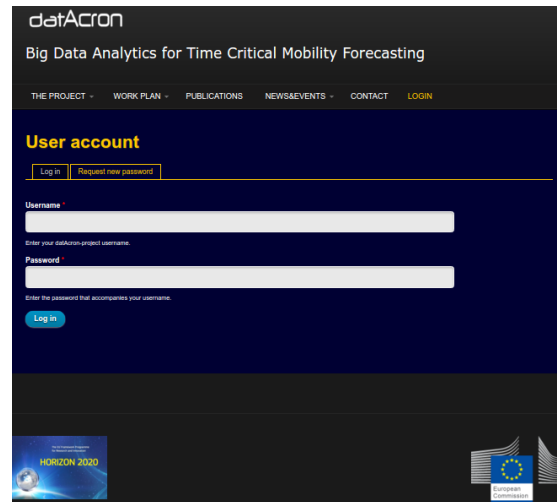 datAcron
Big Data Analytics for Time Critical Mobility Forecasting
THE PROJECT WORK PLAN PUBLICATIONS NEWS&EVENTS CONTACT LOGIN
User account
Log in Request new password
Username *
Enter your datAcron-project username.
Password *
Enter the password that accompanies your username.
Log in
HORIZON 2020
European
Commission